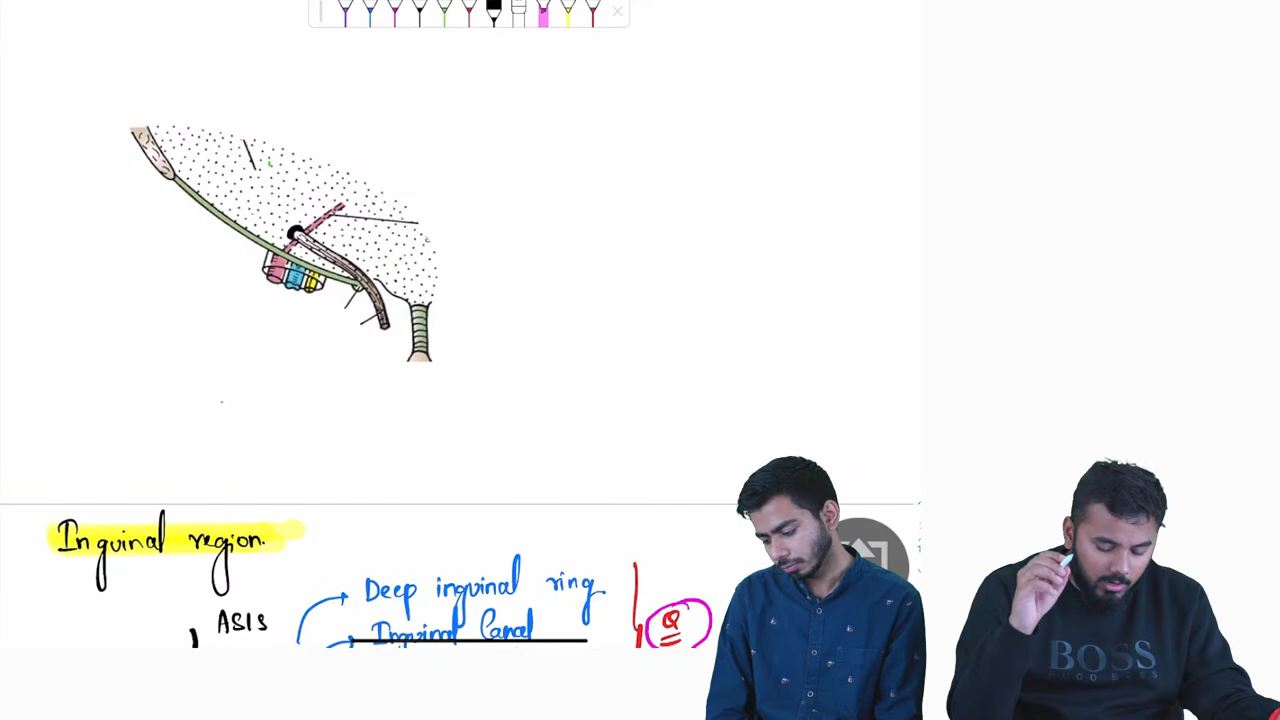 Inguinal region.
ASIS
Deep inguinal ring
Inguinal Canal
Q
BOSS
HUGO BOSS